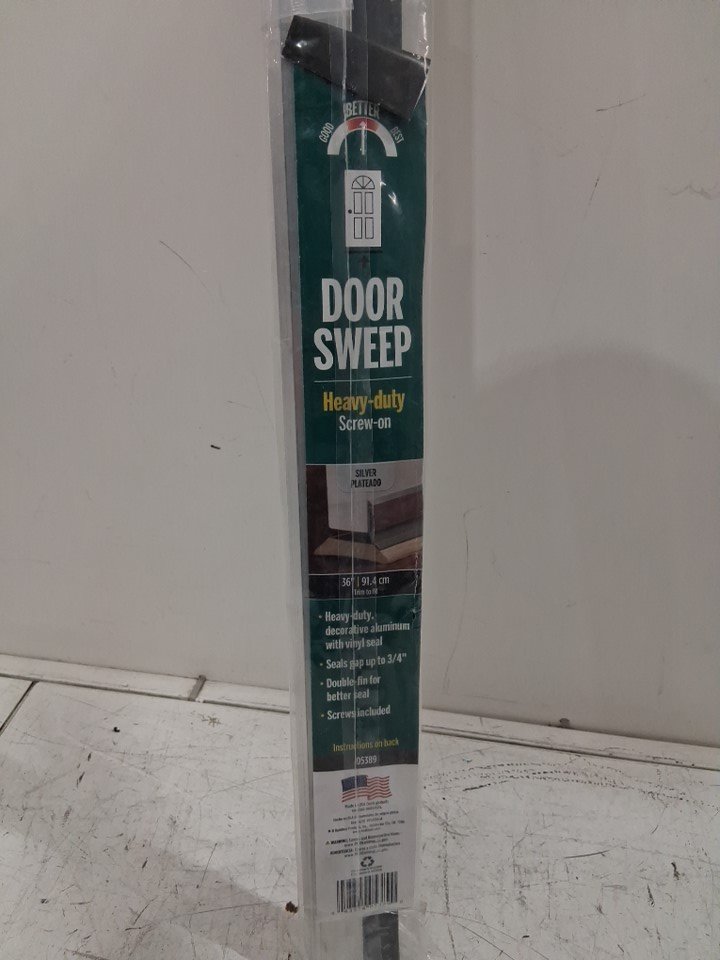 GOOD
BETTER
BEST
DOOR
SWEEP
Heavy-duty
Screw-on
SILVER
PLATEADO
36" | 91.4 cm
Trim to fit
• Heavy-duty,
decorative aluminum
with vinyl seal
• Seals gap up to 3/4"
• Double-fin for
better seal
• Screws included
Instructions on back
05389